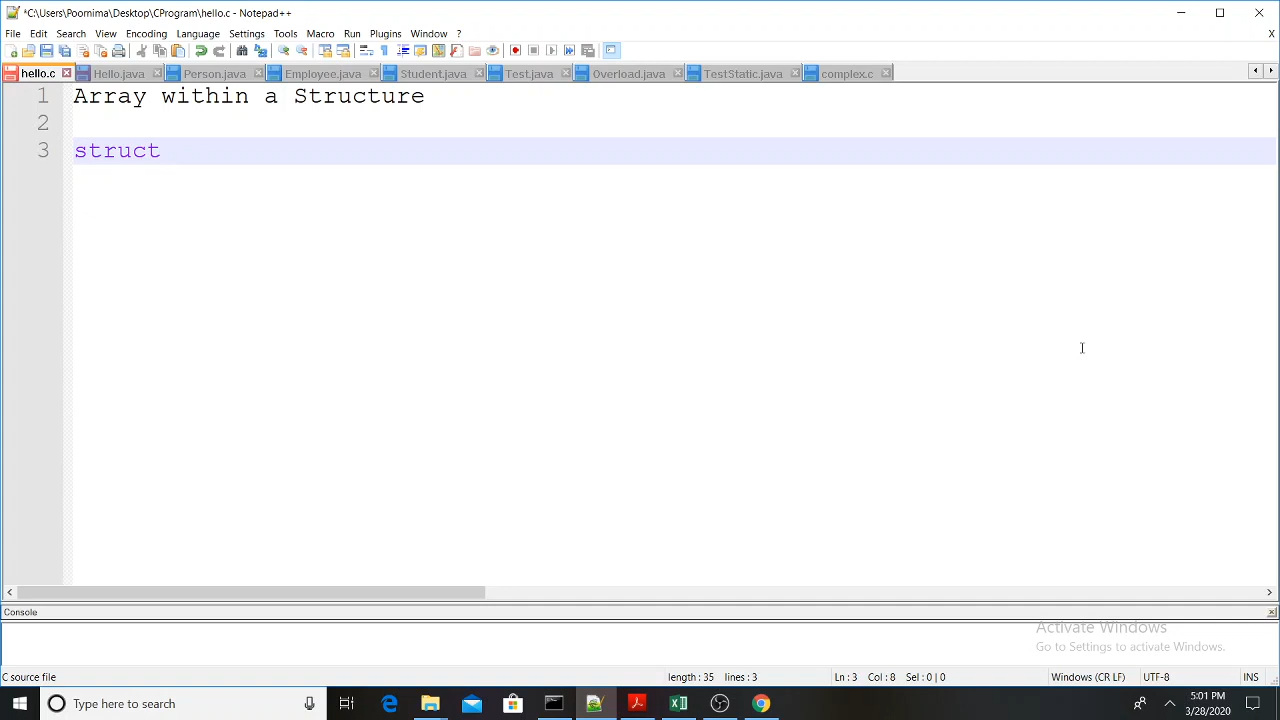 *C:\Users\Poornima\Desktop\CProgram\hello.c - Notepad++
File Edit Search View Encoding Language Settings Tools Macro Run Plugins Window ? X
hello.c Hello.java Person.java Employee.java Student.java Test.java Overload.java TestStatic.java complex.c
1 Array within a Structure
2
3 struct
Console
Activate Windows
Go to Settings to activate Windows.
C source file length : 35 lines : 3 Ln : 3 Col : 8 Sel : 0 | 0 Windows (CR LF) UTF-8 INS
Type here to search
5:01 PM
3/28/2020